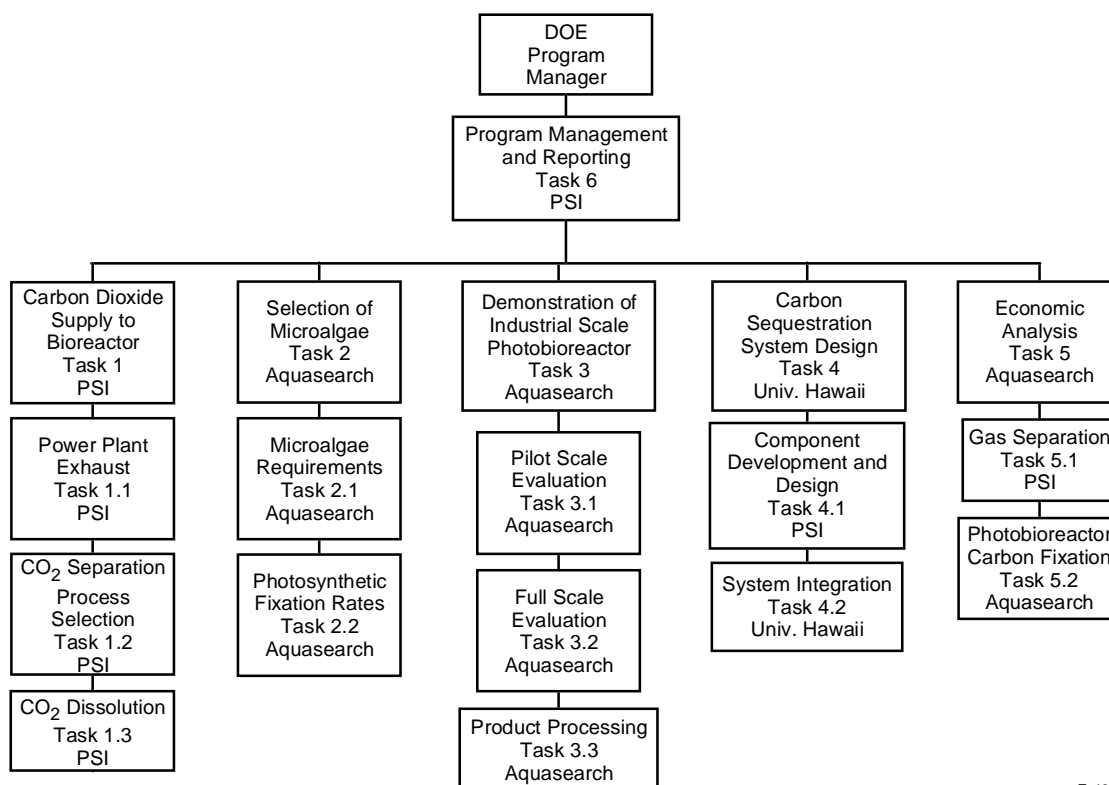 DOE
Program
Manager
Program Management
and Reporting
Task 6
PSI
Carbon Dioxide
Supply to
Bioreactor
Task 1
PSI
Selection of
Microalgae
Task 2
Aquasearch
Demonstration of
Industrial Scale
Photobioreactor
Task 3
Aquasearch
Carbon
Sequestration
System Design
Task 4
Univ. Hawaii
Economic
Analysis
Task 5
Aquasearch
Power Plant
Exhaust
Task 1.1
PSI
Microalgae
Requirements
Task 2.1
Aquasearch
Pilot Scale
Evaluation
Task 3.1
Aquasearch
Component
Development and
Design
Task 4.1
PSI
Gas Separation
Task 5.1
PSI
CO2 Separation
Process
Selection
Task 1.2
PSI
Photosynthetic
Fixation Rates
Task 2.2
Aquasearch
Full Scale
Evaluation
Task 3.2
Aquasearch
System Integration
Task 4.2
Univ. Hawaii
Photobioreactor
Carbon Fixation
Task 5.2
Aquasearch
CO2 Dissolution
Task 1.3
PSI
Product Processing
Task 3.3
Aquasearch